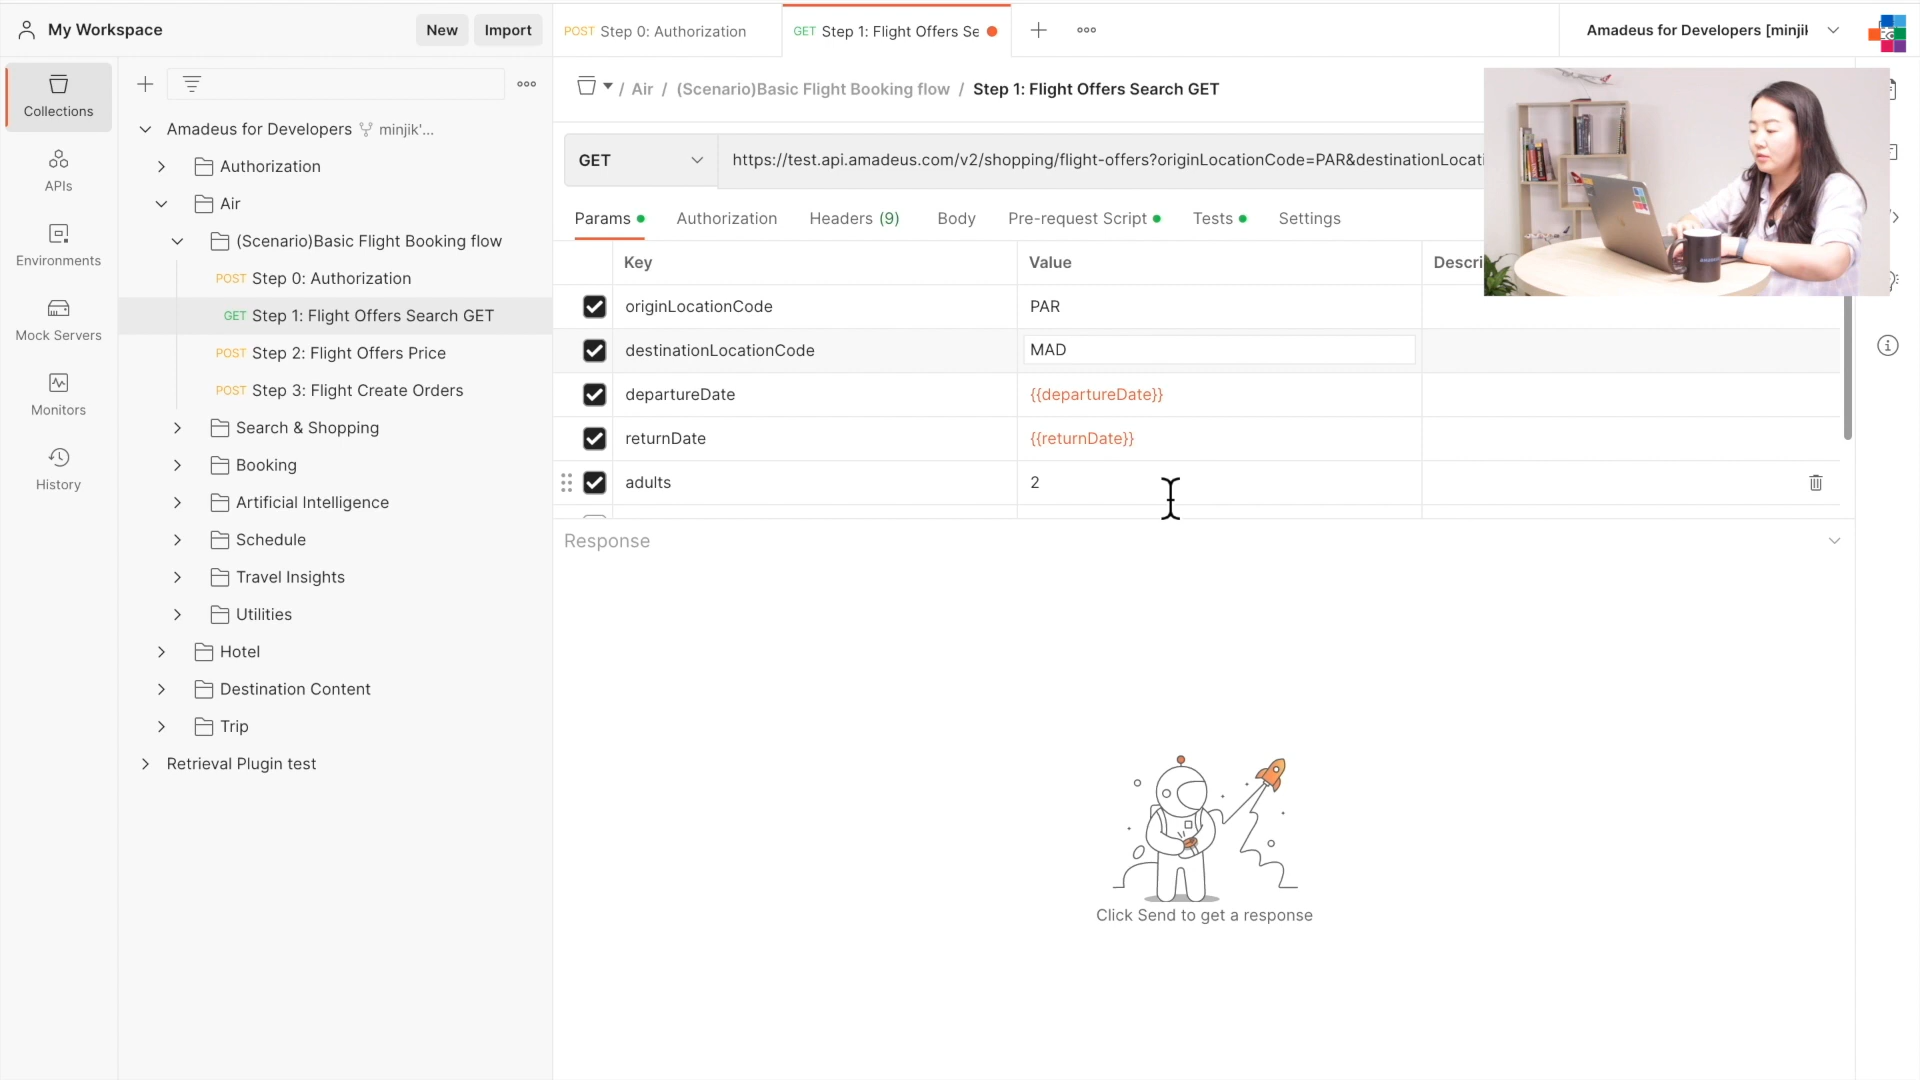 My Workspace
New
Import
POST Step 0: Authorization
GET Step 1: Flight Offers Se
Amadeus for Developers [minjik
Collections
APIs
Environments
Mock Servers
Monitors
History
Amadeus for Developers minjik'...
Authorization
Air
(Scenario)Basic Flight Booking flow
POST Step 0: Authorization
GET Step 1: Flight Offers Search GET
POST Step 2: Flight Offers Price
POST Step 3: Flight Create Orders
Search & Shopping
Booking
Artificial Intelligence
Schedule
Travel Insights
Utilities
Hotel
Destination Content
Trip
Retrieval Plugin test
/ Air / (Scenario)Basic Flight Booking flow / Step 1: Flight Offers Search GET
GET https://test.api.amadeus.com/v2/shopping/flight-offers?originLocationCode=PAR&destinationLocati
Params Authorization Headers (9) Body Pre-request Script Tests Settings
Key Value Descri
originLocationCode PAR
destinationLocationCode MAD
departureDate {{departureDate}}
returnDate {{returnDate}}
adults 2
Response
Click Send to get a response